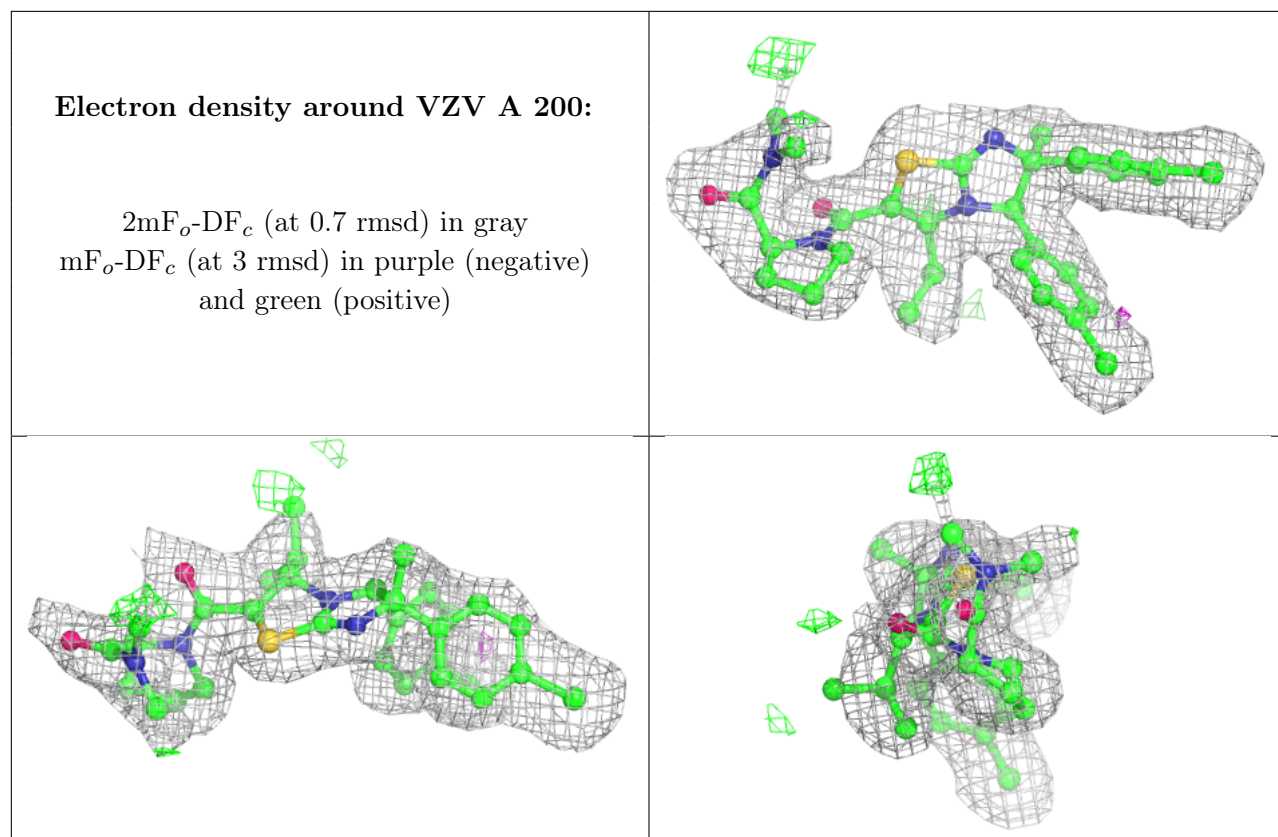 Electron density around VZV A 200:
2mFo-DFc (at 0.7 rmsd) in gray
mFo-DFc (at 3 rmsd) in purple (negative)
and green (positive)